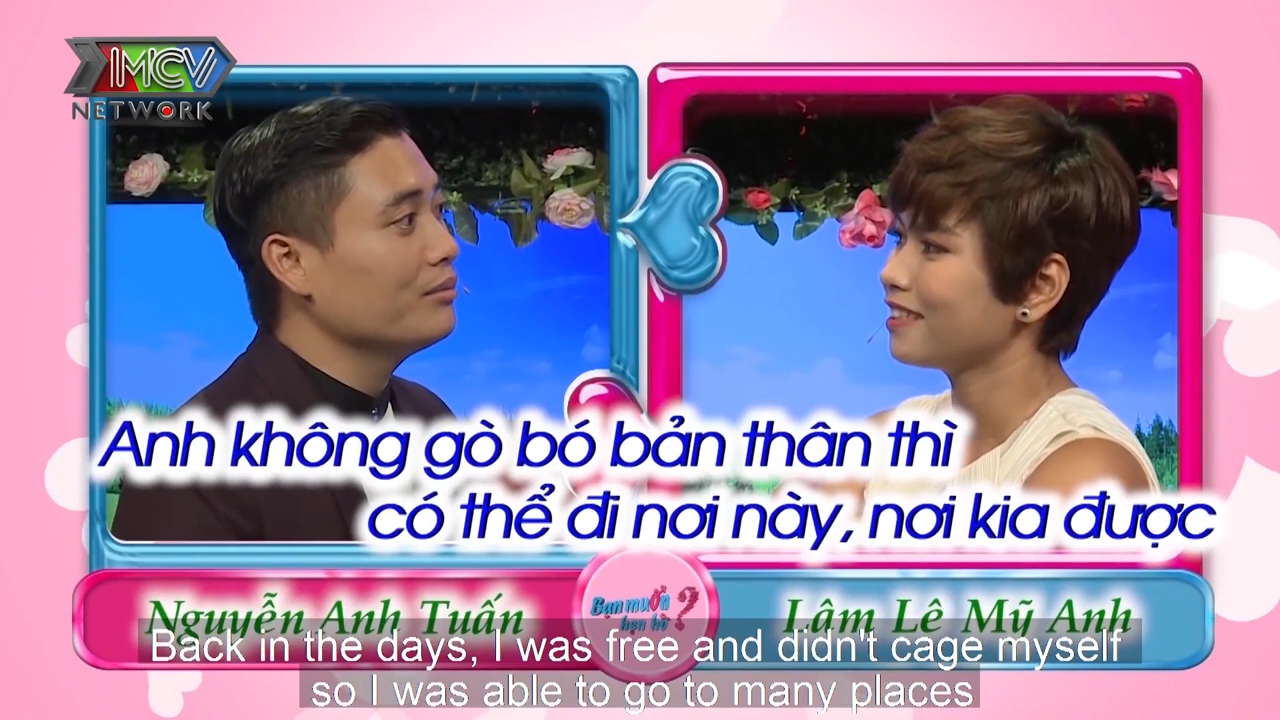 MCV
NETWORK
Anh không gò bó bản thân thì
có thể đi nơi này, nơi kia được
Nguyễn Anh Tuấn
Bạn muốn
hẹn hò
?
Lâm Lê Mỹ Anh
Back in the days, I was free and didn't cage myself
so I was able to go to many places